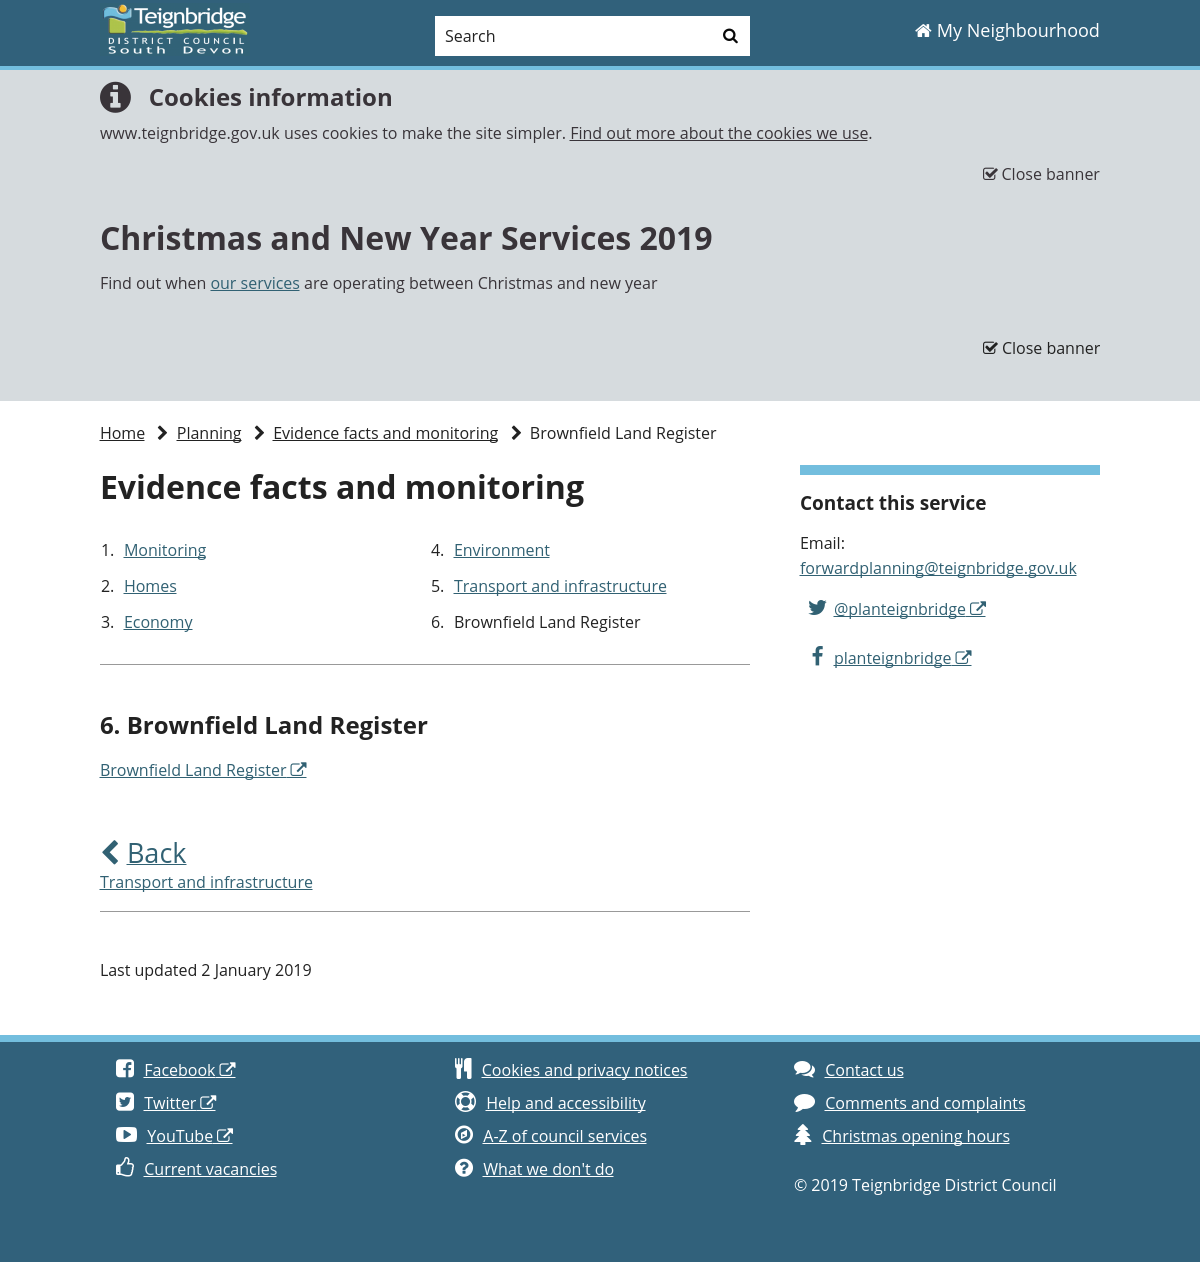 Teignbridge
DISTRICT COUNCIL
South Devon
Search
My Neighbourhood
Cookies information
www.teignbridge.gov.uk uses cookies to make the site simpler. Find out more about the cookies we use.
Close banner
Christmas and New Year Services 2019
Find out when our services are operating between Christmas and new year
Close banner
Home Planning Evidence facts and monitoring Brownfield Land Register
Evidence facts and monitoring
1. Monitoring
2. Homes
3. Economy
4. Environment
5. Transport and infrastructure
6. Brownfield Land Register
6. Brownfield Land Register
Brownfield Land Register
Back
Transport and infrastructure
Last updated 2 January 2019
Contact this service
Email:
forwardplanning@teignbridge.gov.uk
@planteignbridge
planteignbridge
Facebook
Twitter
YouTube
Current vacancies
Cookies and privacy notices
Help and accessibility
A-Z of council services
What we don't do
Contact us
Comments and complaints
Christmas opening hours
© 2019 Teignbridge District Council